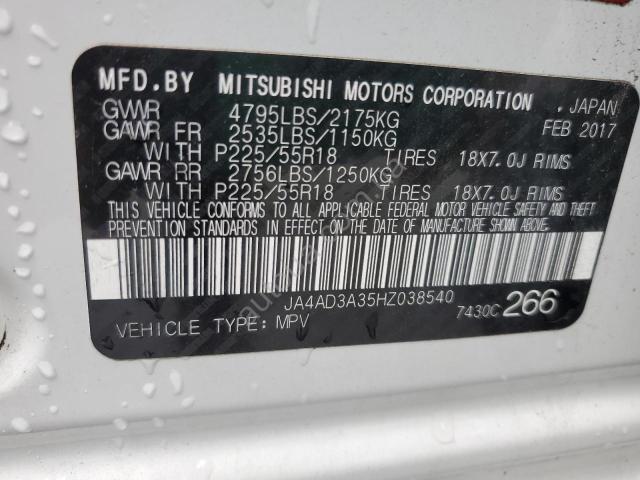 MFD.BY MITSUBISHI MOTORS CORPORATION , JAPAN
GVWR 4795LBS/2175KG FEB 2017
GAWR FR 2535LBS/1150KG
WITH P225/55R18 TIRES 18X7.0J RIMS
GAWR RR 2756LBS/1250KG
WITH P225/55R18 TIRES 18X7.0J RIMS
THIS VEHICLE CONFORMS TO ALL APPLICABLE FEDERAL MOTOR VEHICLE SAFETY AND THEFT
PREVENTION STANDARDS IN EFFECT ON THE DATE OF MANUFACTURE SHOWN ABOVE.
JA4AD3A35HZ038540
VEHICLE TYPE: MPV 7430C 266